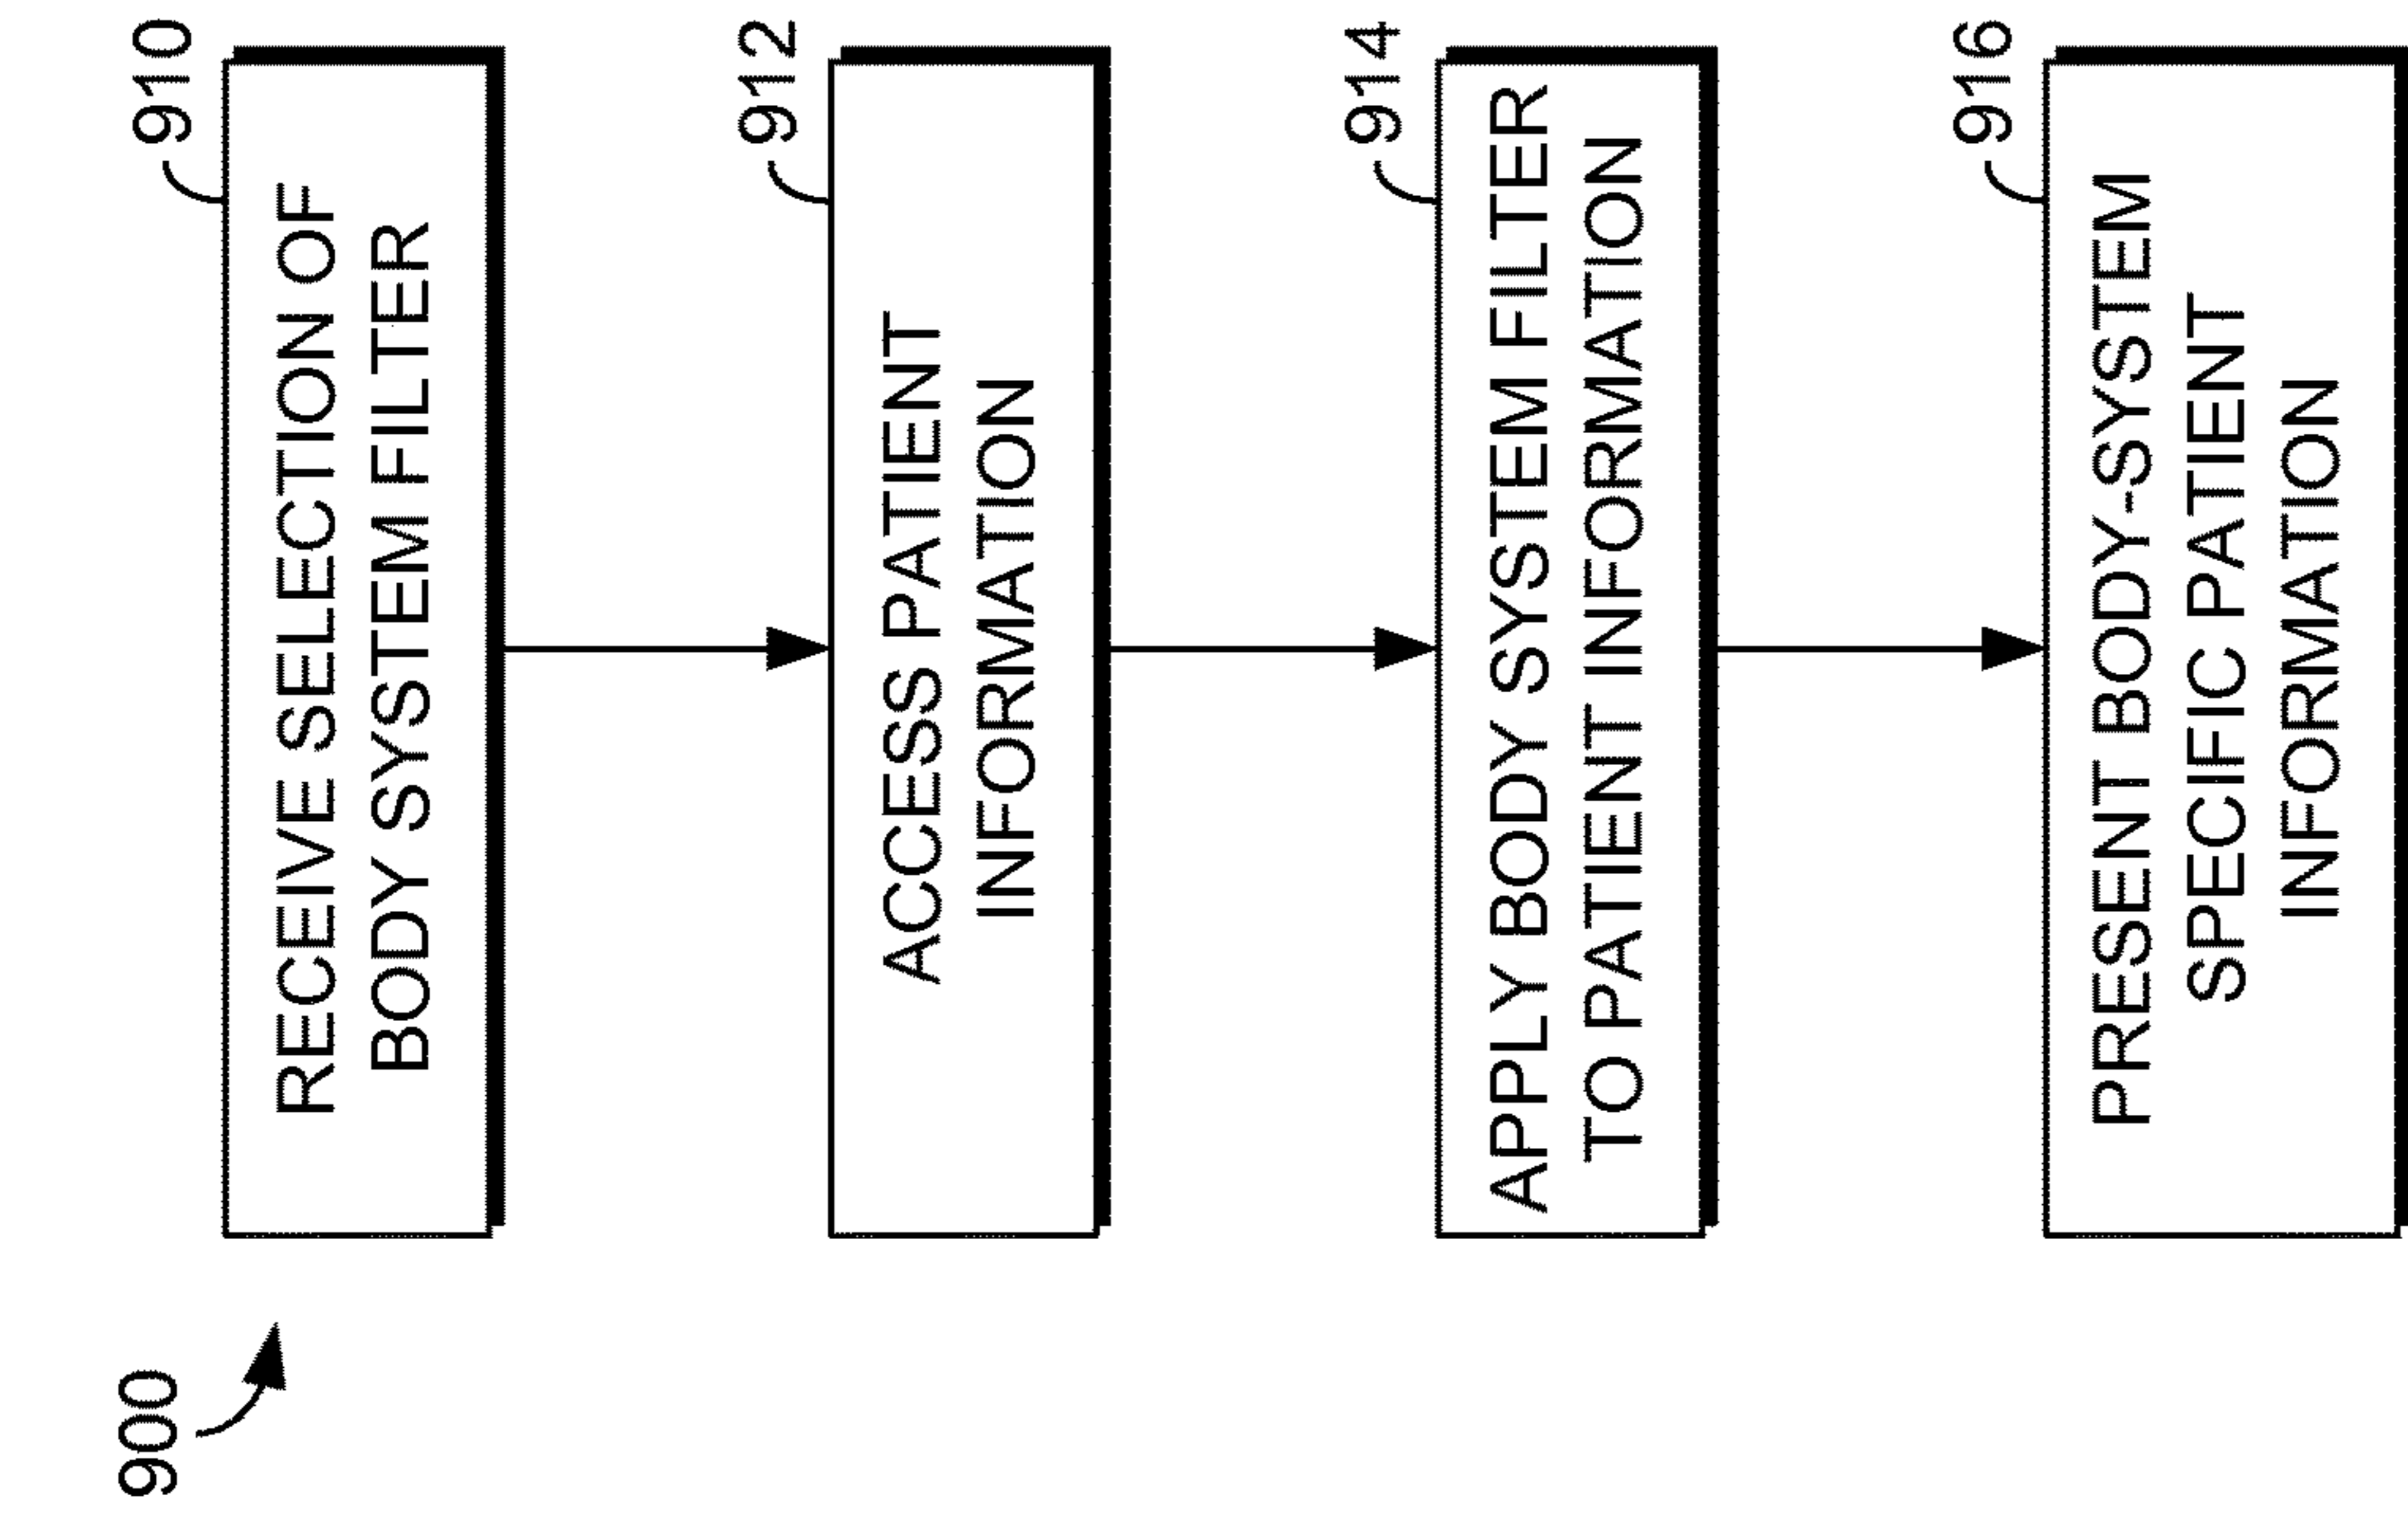 900
910
RECEIVE SELECTION OF
BODY SYSTEM FILTER
912
ACCESS PATIENT
INFORMATION
914
APPLY BODY SYSTEM FILTER
TO PATIENT INFORMATION
916
PRESENT BODY-SYSTEM
SPECIFIC PATIENT
INFORMATION